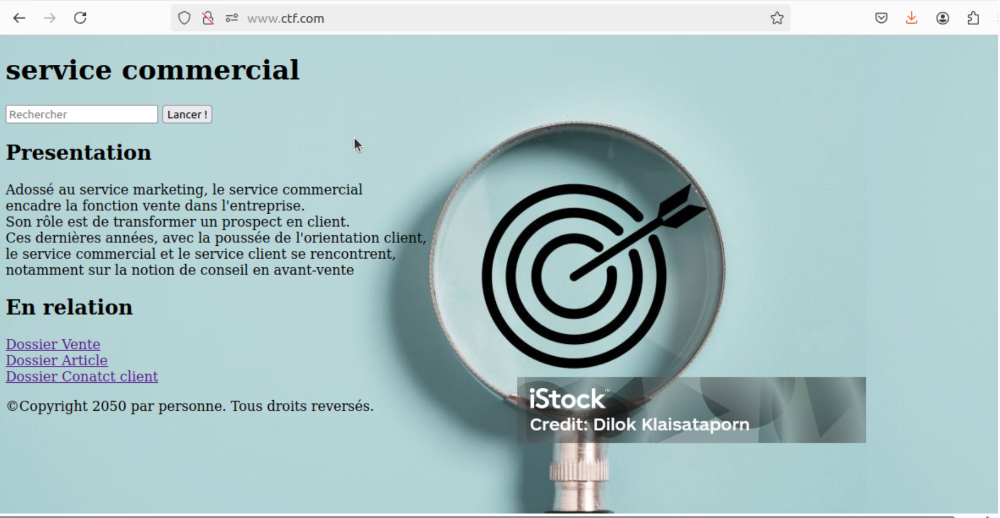 www.ctf.com
service commercial
Rechercher
Lancer !
Presentation
Adossé au service marketing, le service commercial
encadre la fonction vente dans l'entreprise.
Son rôle est de transformer un prospect en client.
Ces dernières années, avec la poussée de l'orientation client,
le service commercial et le service client se rencontrent,
notamment sur la notion de conseil en avant-vente
En relation
Dossier Vente
Dossier Article
Dossier Conatct client
©Copyright 2050 par personne. Tous droits reversés.
iStock™
Credit: Dilok Klaisataporn